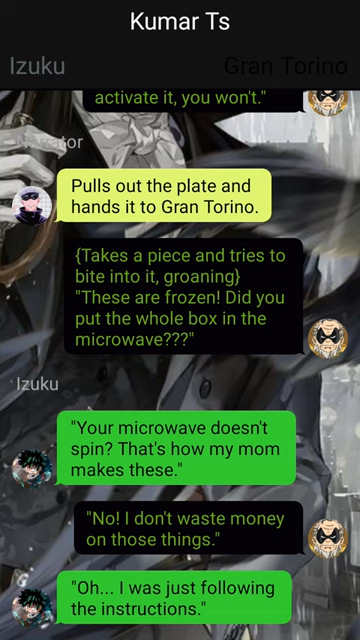 Kumar Ts
Izuku
Gran Torino
activate it, you won't."
Pulls out the plate and
hands it to Gran Torino.
{Takes a piece and tries to
bite into it, groaning}
"These are frozen! Did you
put the whole box in the
microwave???"
Izuku
"Your microwave doesn't
spin? That's how my mom
makes these."
"No! I don't waste money
on those things."
"Oh... I was just following
the instructions."